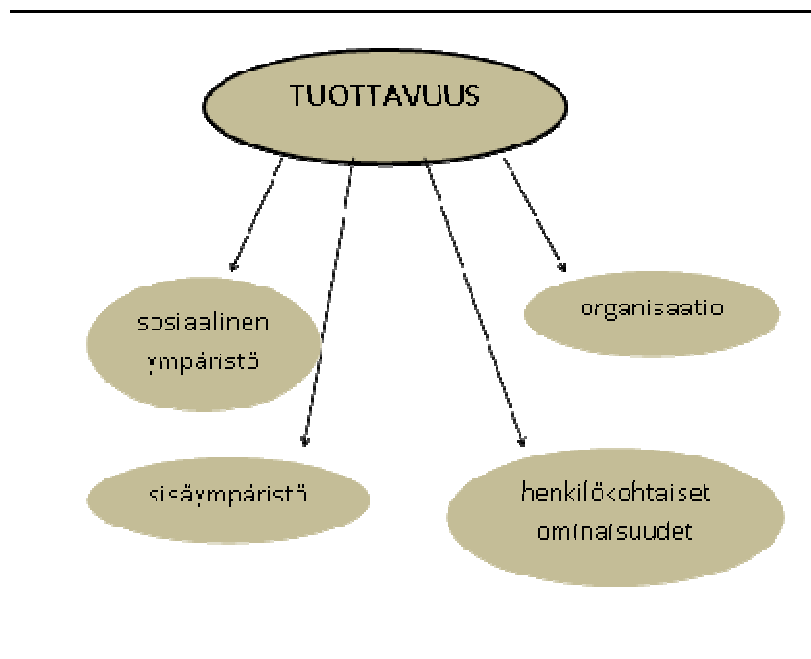 TUOTTAVUUS
sosiaalinen
ympäristö
organisaatio
sisäympäristö
henkilökohtaiset
ominaisuudet